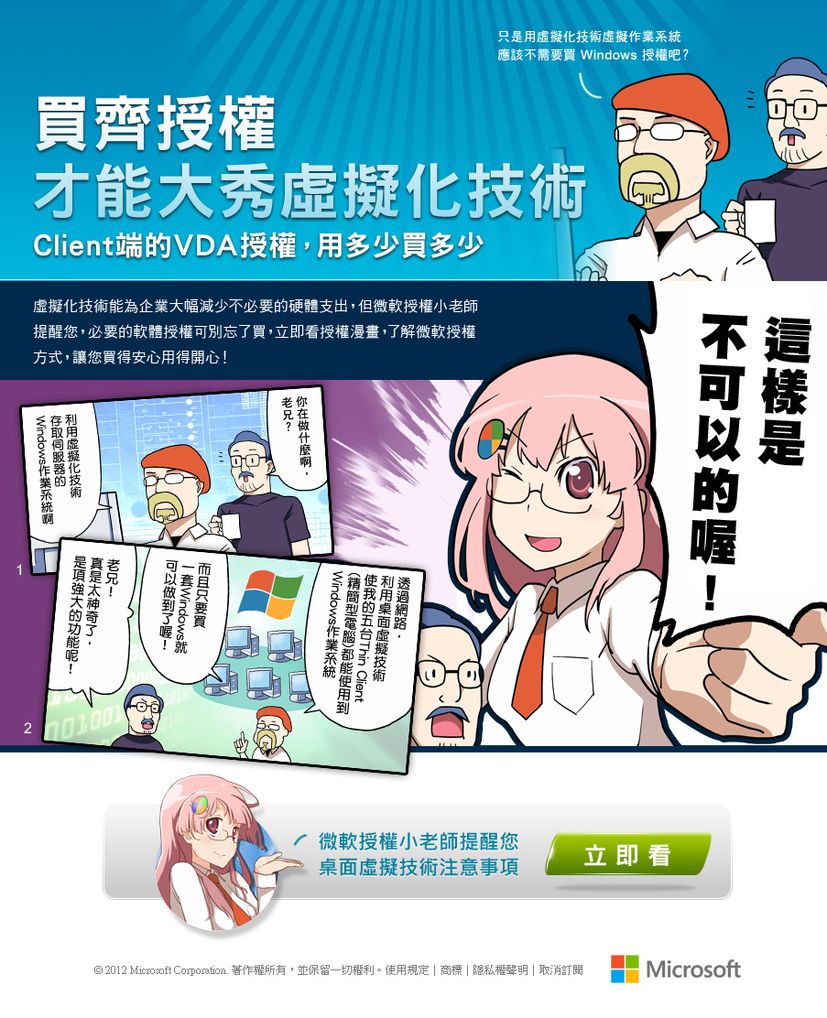 只是用虛擬化技術虛擬作業系統
應該不需要買 Windows 授權吧？
買齊授權
才能大秀虛擬化技術
Client端的VDA授權，用多少買多少
虛擬化技術能為企業大幅減少不必要的硬體支出，但微軟授權小老師
提醒您，必要的軟體授權可別忘了買，立即看授權漫畫，了解微軟授權
方式，讓您買得安心用得開心！
這樣是
不可以的喔！
你在做什麼啊，
老兄？
利用虛擬化技術
存取伺服器的
Windows作業系統啊
1
透過網路，
利用桌面虛擬技術
使我的五台Thin Client
(精簡型電腦)都能使用到
Windows作業系統
而且只要買
一套Windows就
可以做到了喔！
老兄！
真是太神奇了，
是項強大的功能呢！
2
微軟授權小老師提醒您
桌面虛擬技術注意事項
立即看
© 2012 Microsoft Corporation. 著作權所有，並保留一切權利。使用規定 | 商標 | 隱私權聲明 | 取消訂閱
Microsoft